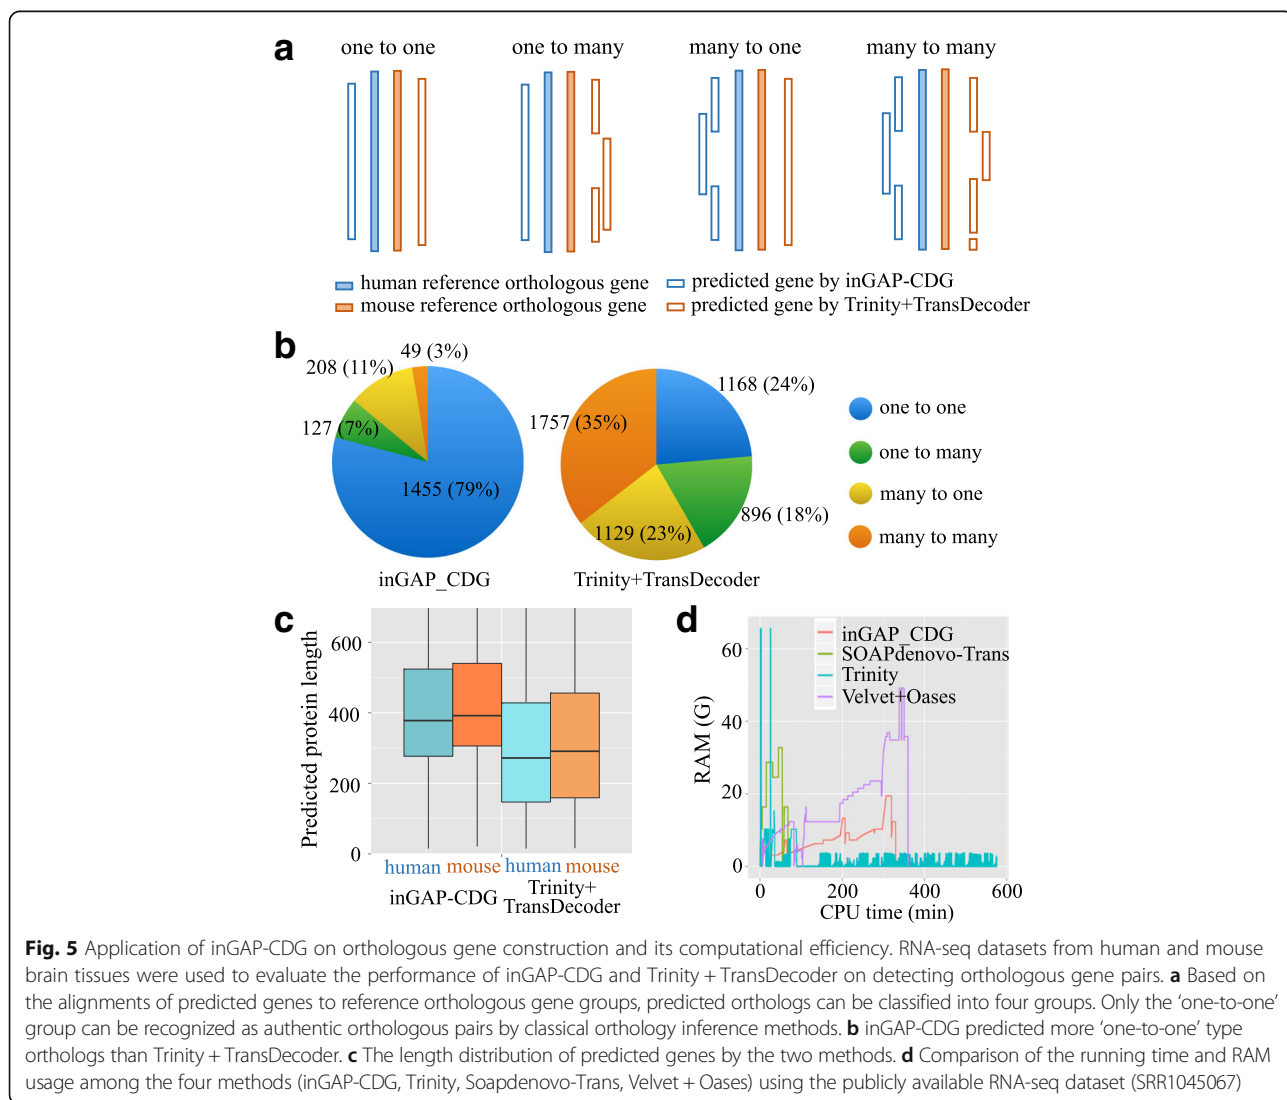 a
one to one
one to many
many to one
many to many
human reference orthologous gene
predicted gene by inGAP-CDG
mouse reference orthologous gene
predicted gene by Trinity+TransDecoder
b
49 (3%)
208 (11%)
127 (7%)
1455 (79%)
inGAP_CDG
1168 (24%)
1757 (35%)
896 (18%)
1129 (23%)
Trinity+TransDecoder
one to one
one to many
many to one
many to many
c
Predicted protein length
600
400
200
0
human mouse human mouse
inGAP-CDG
Trinity+
TransDecoder
d
inGAP_CDG
SOAPdenovo-Trans
Trinity
Velvet+Oases
RAM (G)
60
40
20
0
0 200 400 600
CPU time (min)
Fig. 5 Application of inGAP-CDG on orthologous gene construction and its computational efficiency. RNA-seq datasets from human and mouse
brain tissues were used to evaluate the performance of inGAP-CDG and Trinity + TransDecoder on detecting orthologous gene pairs. a Based on
the alignments of predicted genes to reference orthologous gene groups, predicted orthologs can be classified into four groups. Only the ‘one-to-one’
group can be recognized as authentic orthologous pairs by classical orthology inference methods. b inGAP-CDG predicted more ‘one-to-one’ type
orthologs than Trinity + TransDecoder. c The length distribution of predicted genes by the two methods. d Comparison of the running time and RAM
usage among the four methods (inGAP-CDG, Trinity, Soapdenovo-Trans, Velvet + Oases) using the publicly available RNA-seq dataset (SRR1045067)